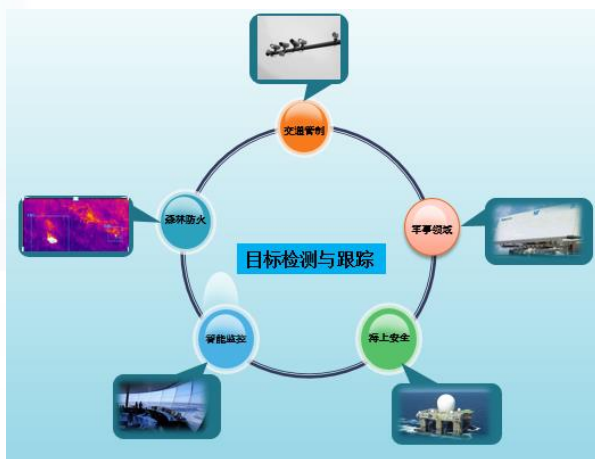 交通管制
森林防火
军事领域
目标检测与跟踪
智能监控
海上安全